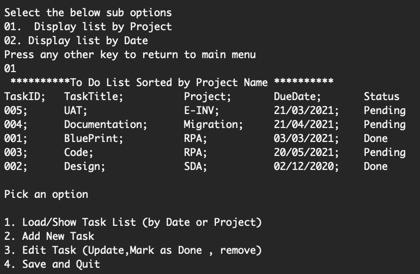 Select the below sub options
01.  Display list by Project
02. Display list by Date
Press any other key to return to main menu
01
**********To Do List Sorted by Project Name **********
TaskID;   TaskTitle;   Project;   DueDate;   Status
005;   UAT;   E-INV;   21/03/2021;   Pending
004;   Documentation;   Migration;   21/04/2021;   Pending
001;   BluePrint;   RPA;   03/03/2021;   Done
003;   Code;   RPA;   20/05/2021;   Pending
002;   Design;   SDA;   02/12/2020;   Done
Pick an option
1. Load/Show Task List (by Date or Project)
2. Add New Task
3. Edit Task (Update,Mark as Done , remove)
4. Save and Quit